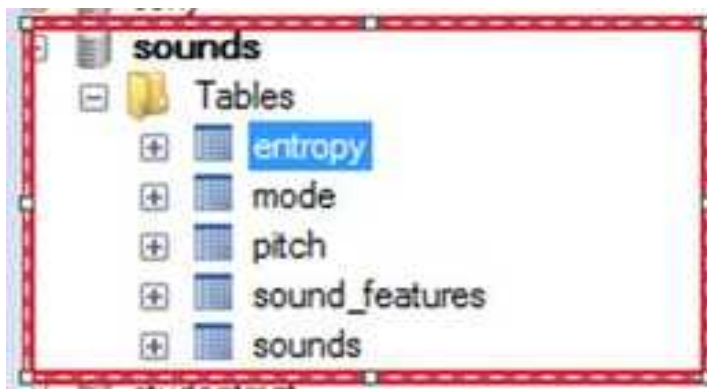 sounds
Tables
entropy
mode
pitch
sound_features
sounds